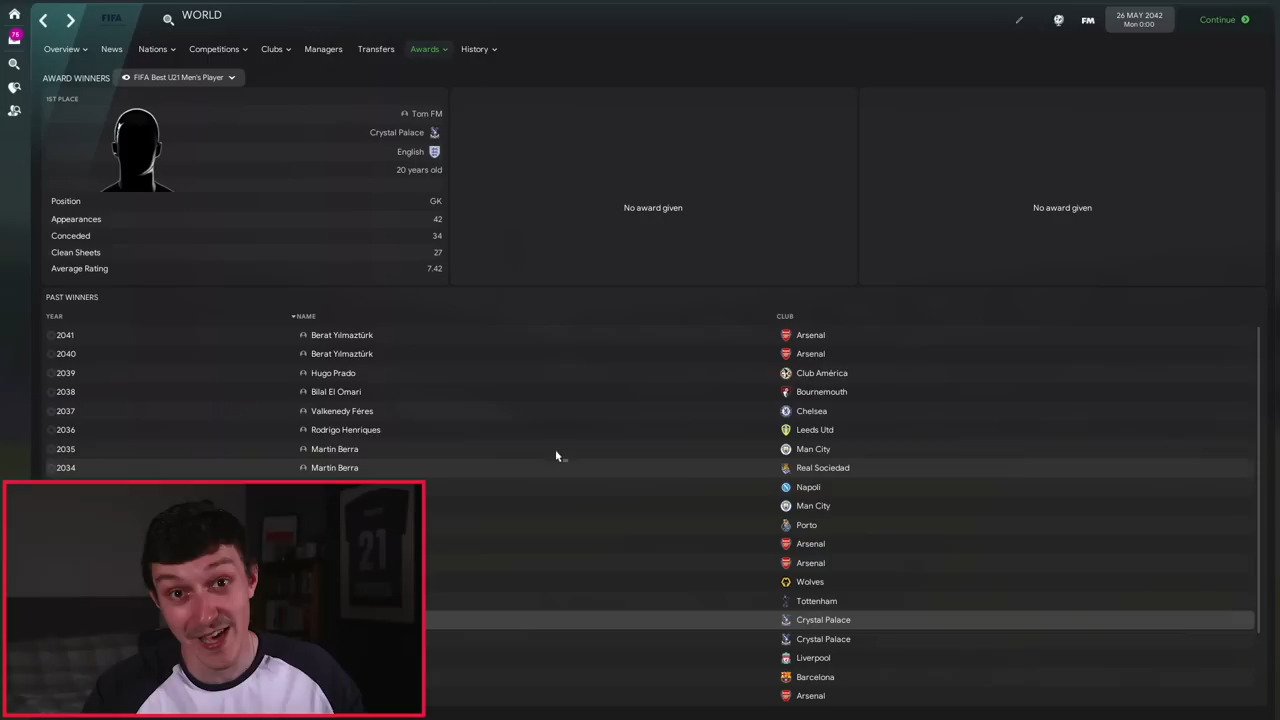 FIFA
WORLD
26 MAY 2042
Mon 0:00
FM
Continue
75
Overview
News
Nations
Competitions
Clubs
Managers
Transfers
Awards
History
AWARD WINNERS
FIFA Best U21 Men's Player
1ST PLACE
Tom FM
Crystal Palace
English
20 years old
Position GK
Appearances 42
Conceded 34
Clean Sheets 27
Average Rating 7.42
No award given
No award given
PAST WINNERS
YEAR NAME CLUB
2041 Berat Yılmaztürk Arsenal
2040 Berat Yılmaztürk Arsenal
2039 Hugo Prado Club América
2038 Bilal El Omari Bournemouth
2037 Valkenedy Féres Chelsea
2036 Rodrigo Henriques Leeds Utd
2035 Martín Berra Man City
2034 Martín Berra Real Sociedad
Napoli
Man City
Porto
Arsenal
Arsenal
Wolves
Tottenham
Crystal Palace
Crystal Palace
Liverpool
Barcelona
Arsenal
21